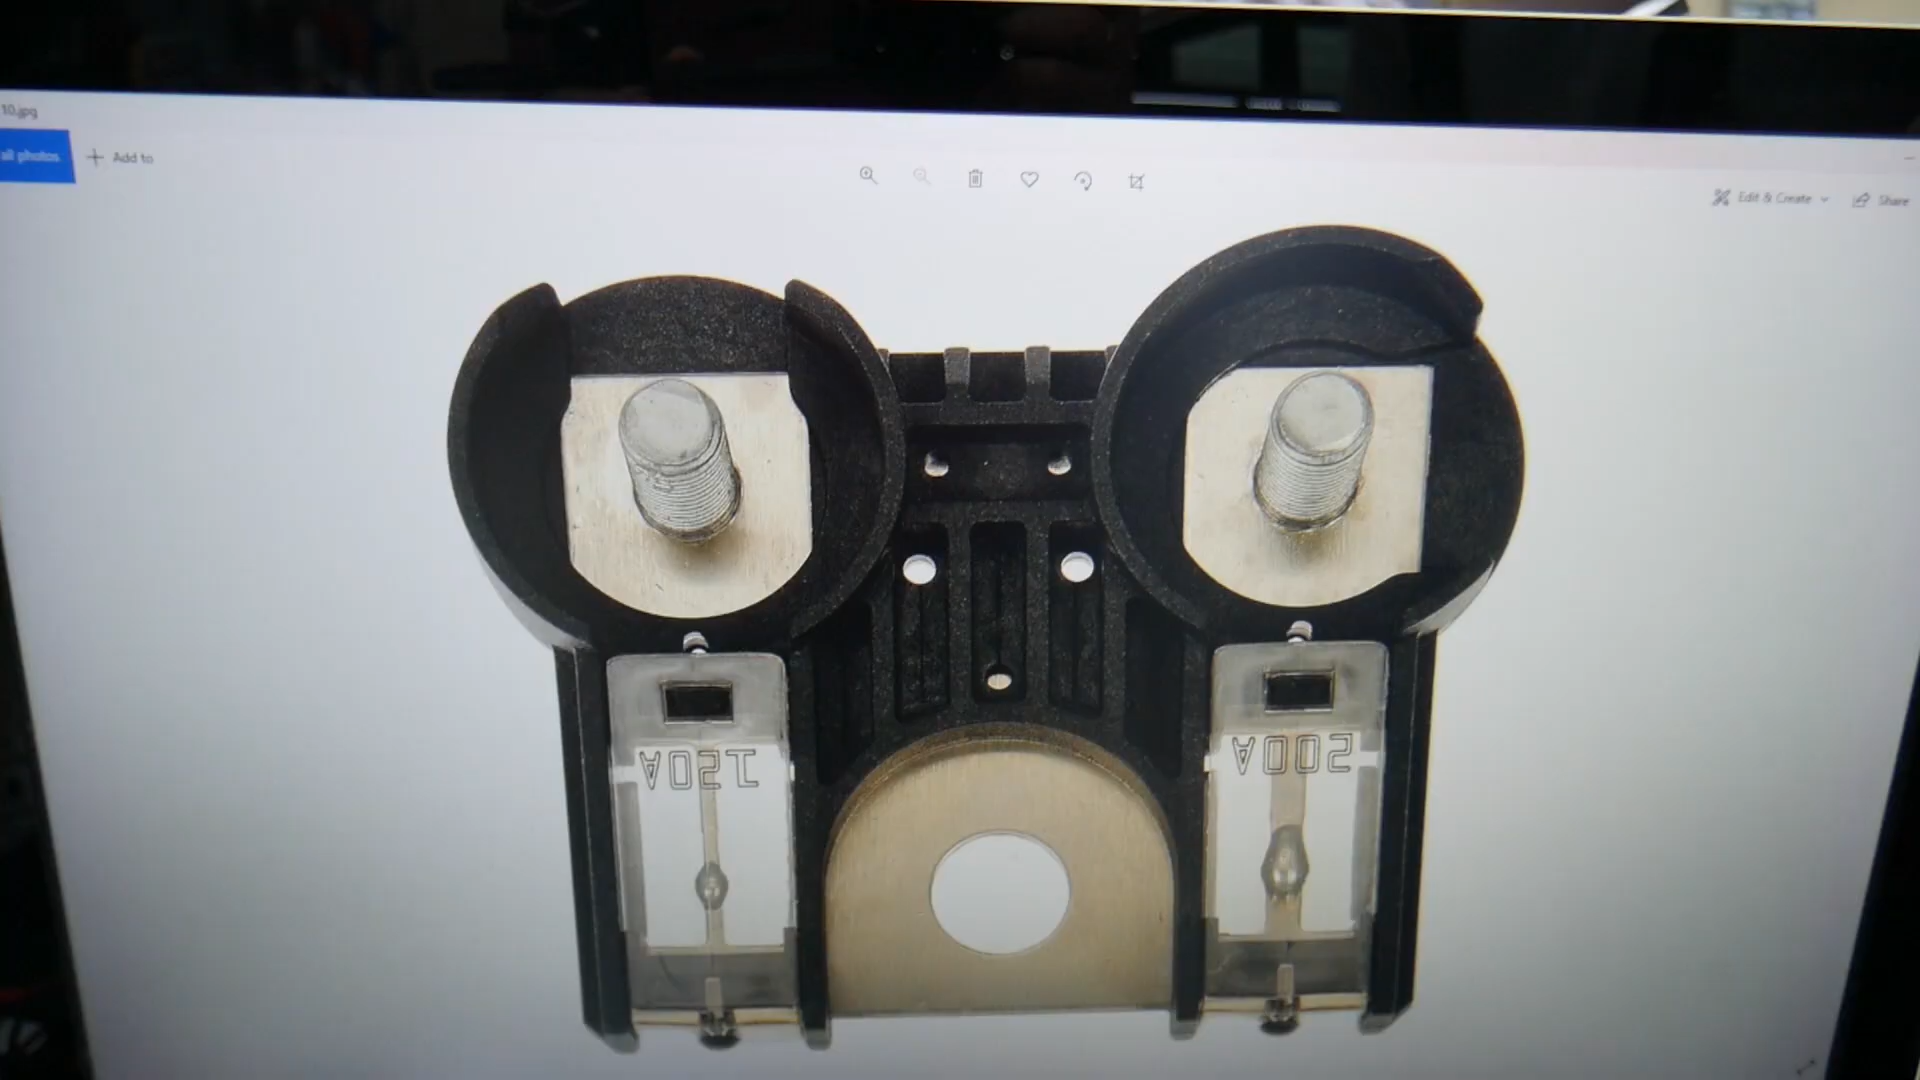 10.jpg
all photos
Add to
Edit & Create
Share
120A
200A